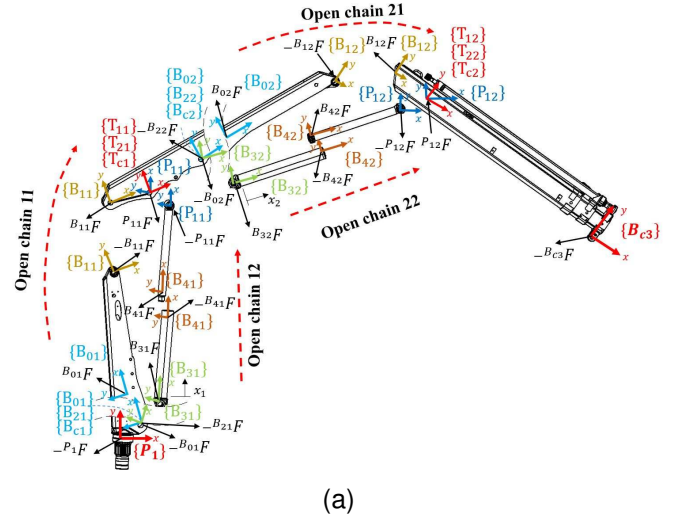 Open chain 21
−B12F
{B12}
B12F
{B12}
{T12}
{T22}
{Tc2}
{B02}
{B22}
{Bc2}
B02F
{B02}
{P12}
{P12}
−B22F
{B42}
B42F
−P12F
P12F
{T11}
{T21}
{Tc1}
{P11}
{B32}
−B42F
{B42}
{B11}
−B02F
{B32}
x2
Open chain 22
B11F
P11F
{P11}
−P11F
B32F
{Bc3}
−Bc3F
Open chain 11
−B11F
{B11}
B41F
{B41}
−B41F
{B41}
Open chain 12
{B01}
B31F
B01F
x1
{B01}
{B21}
{Bc1}
{B31}
{B31}
−B21F
−B01F
−P1F
{P1}
(a)